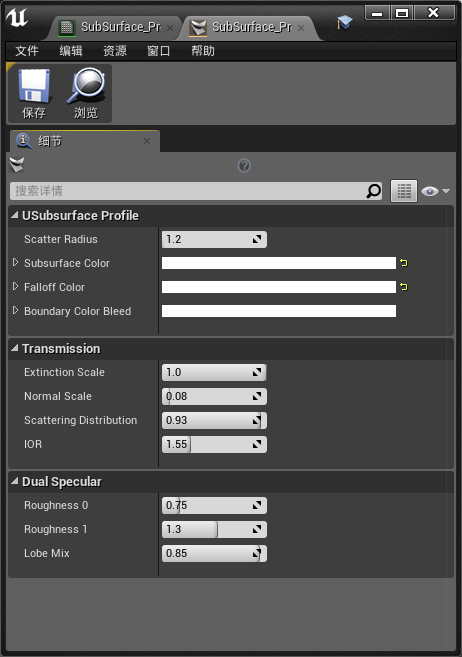 SubSurface_Pr
SubSurface_Pr
文件 编辑 资源 窗口 帮助
保存 浏览
细节
搜索详情
USubsurface Profile
Scatter Radius 1.2
Subsurface Color
Falloff Color
Boundary Color Bleed
Transmission
Extinction Scale 1.0
Normal Scale 0.08
Scattering Distribution 0.93
IOR 1.55
Dual Specular
Roughness 0 0.75
Roughness 1 1.3
Lobe Mix 0.85